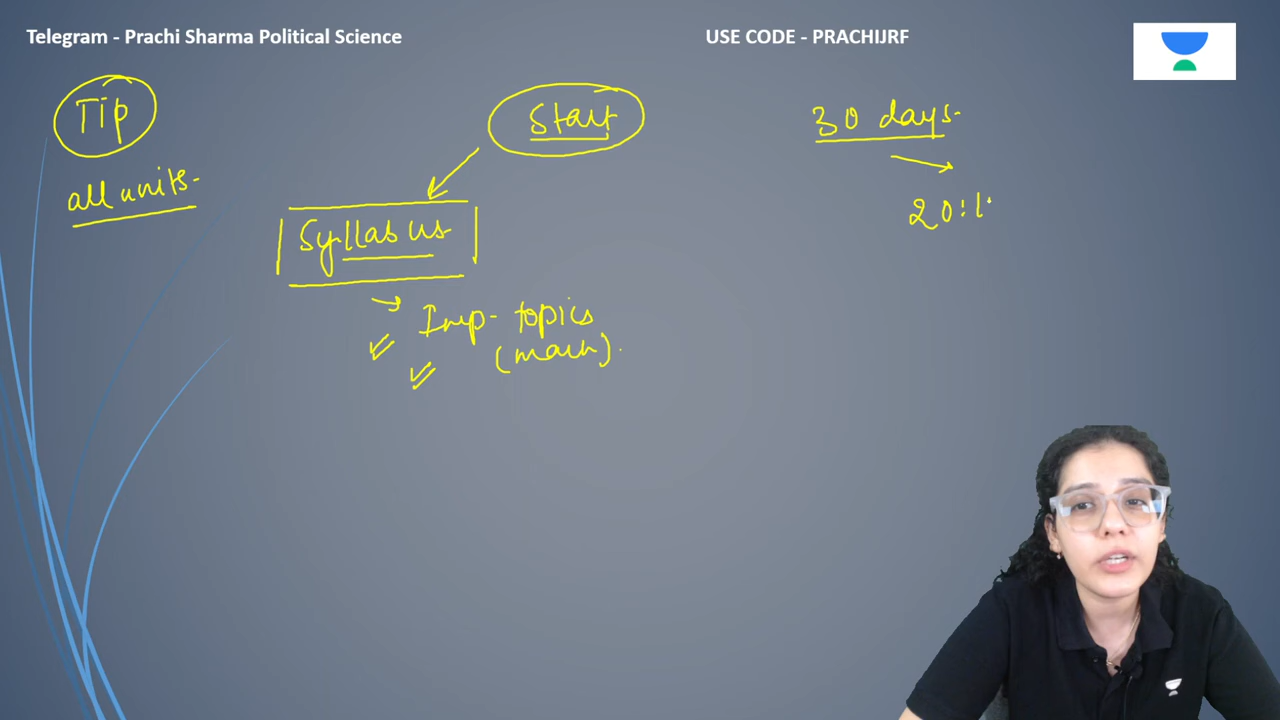 Telegram - Prachi Sharma Political Science
USE CODE - PRACHIJRF
Tip
all units.
Start
Syllabus
Imp- topics
(mark).
30 days.
20:1